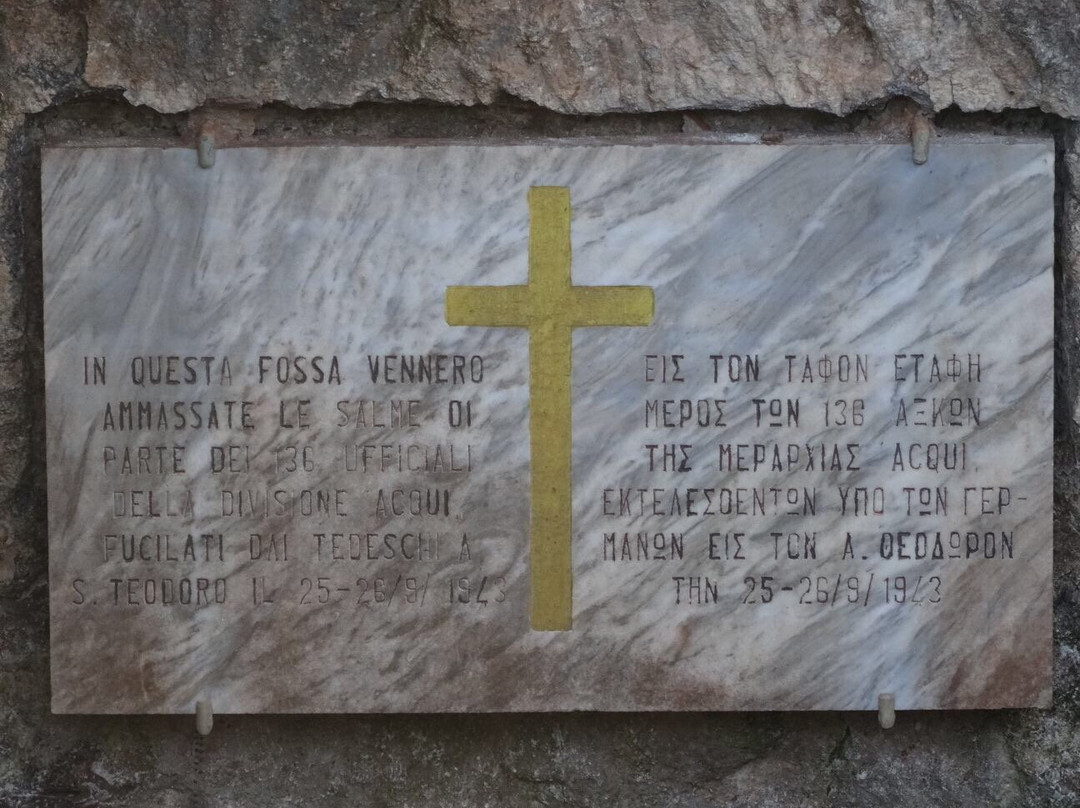 IN QUESTA FOSSA VENNERO
AMMASSATE LE SALME DI
PARTE DEI 136 UFFICIALI
DELLA DIVISIONE ACQUI,
FUCILATI DAI TEDESCHI A
S. TEODORO IL 25-26/9/1943
ΕΙΣ ΤΟΝ ΤΑΦΟΝ ΕΤΑΦΗ
ΜΕΡΟΣ ΤΩΝ 136 ΑΞΚΩΝ
ΤΗΣ ΜΕΡΑΡΧΙΑΣ ACQUI,
ΕΚΤΕΛΕΣΘΕΝΤΩΝ ΥΠΟ ΤΩΝ ΓΕΡ-
ΜΑΝΩΝ ΕΙΣ ΤΟΝ Α. ΘΕΟΔΩΡΟΝ
ΤΗΝ 25-26/9/1943